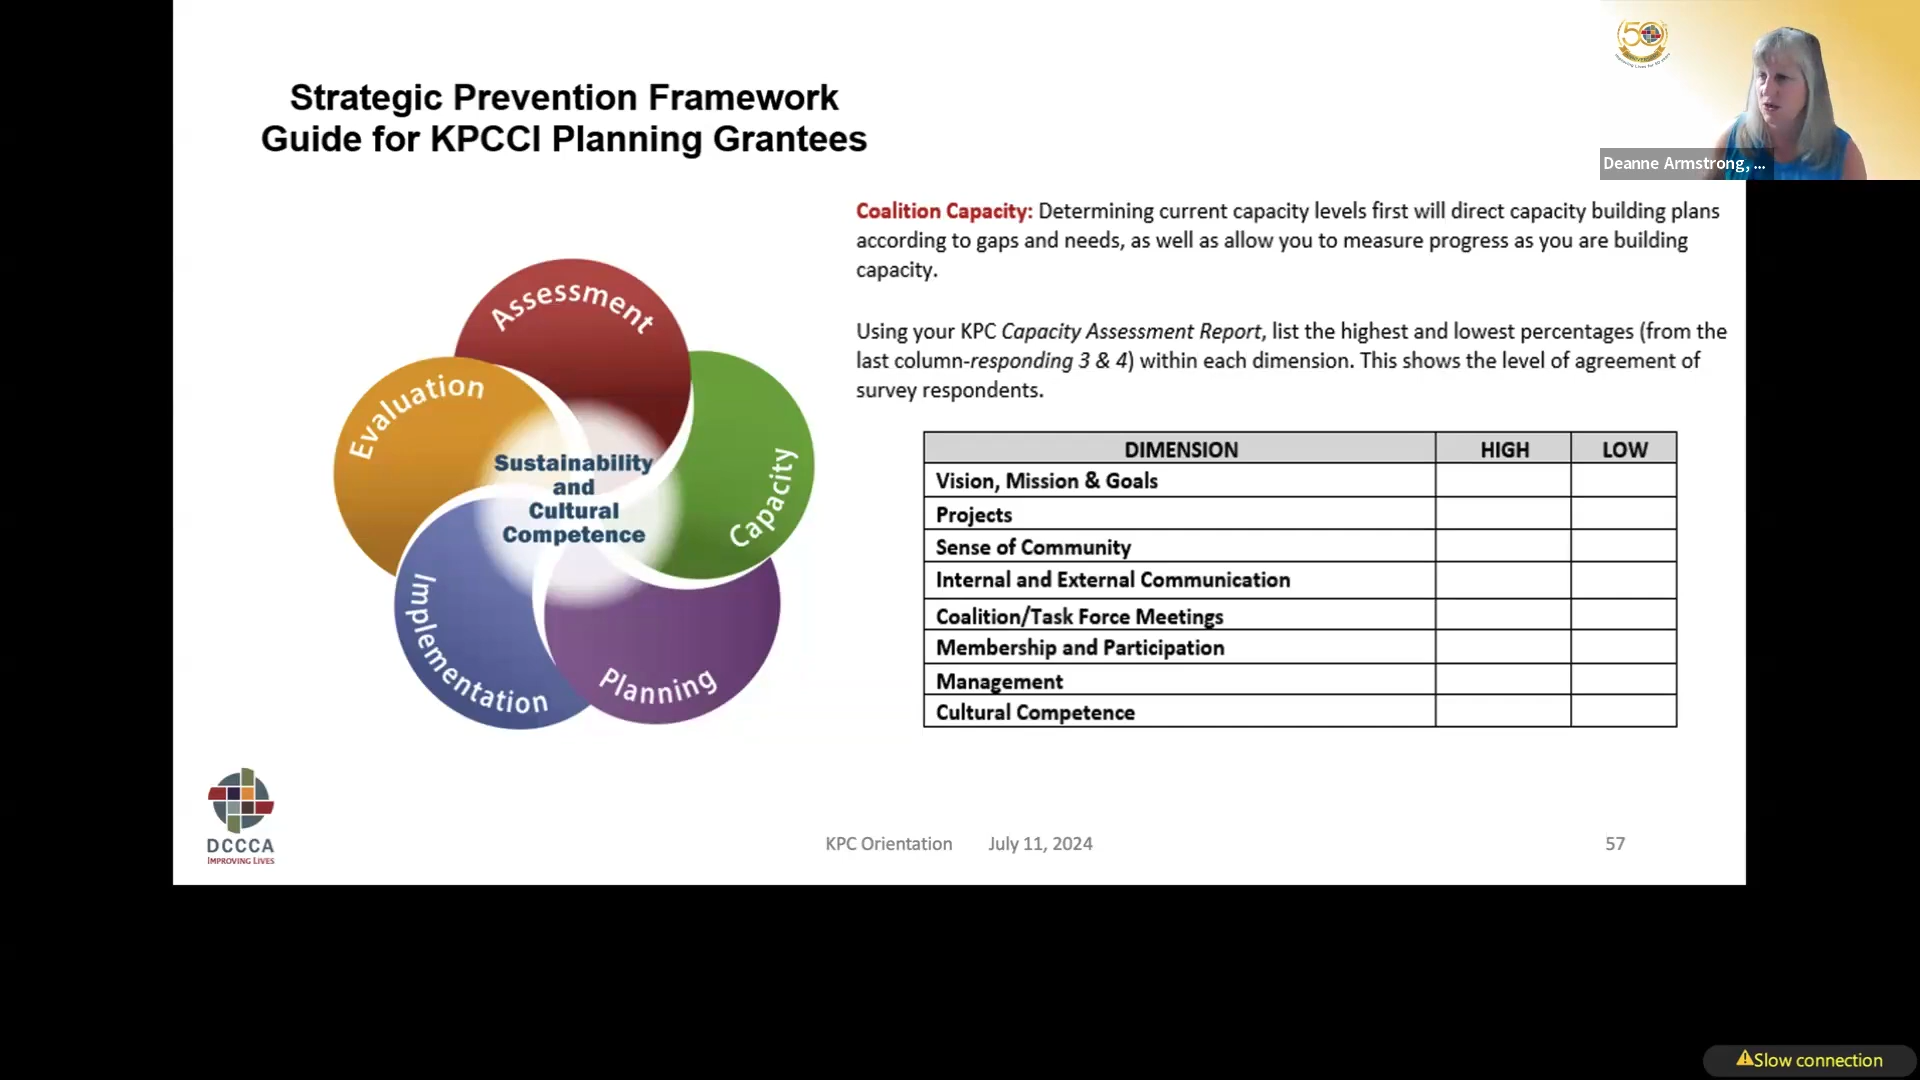 Strategic Prevention Framework
Guide for KPCCI Planning Grantees
50
Deanne Armstrong, ...
Coalition Capacity: Determining current capacity levels first will direct capacity building plans
according to gaps and needs, as well as allow you to measure progress as you are building
capacity.
Using your KPC Capacity Assessment Report, list the highest and lowest percentages (from the
last column-responding 3 & 4) within each dimension. This shows the level of agreement of
survey respondents.
Assessment
Evaluation
Capacity
Implementation
Planning
Sustainability
and
Cultural
Competence
DIMENSION HIGH LOW
Vision, Mission & Goals
Projects
Sense of Community
Internal and External Communication
Coalition/Task Force Meetings
Membership and Participation
Management
Cultural Competence
DCCCA
IMPROVING LIVES
KPC Orientation July 11, 2024
57
Slow connection